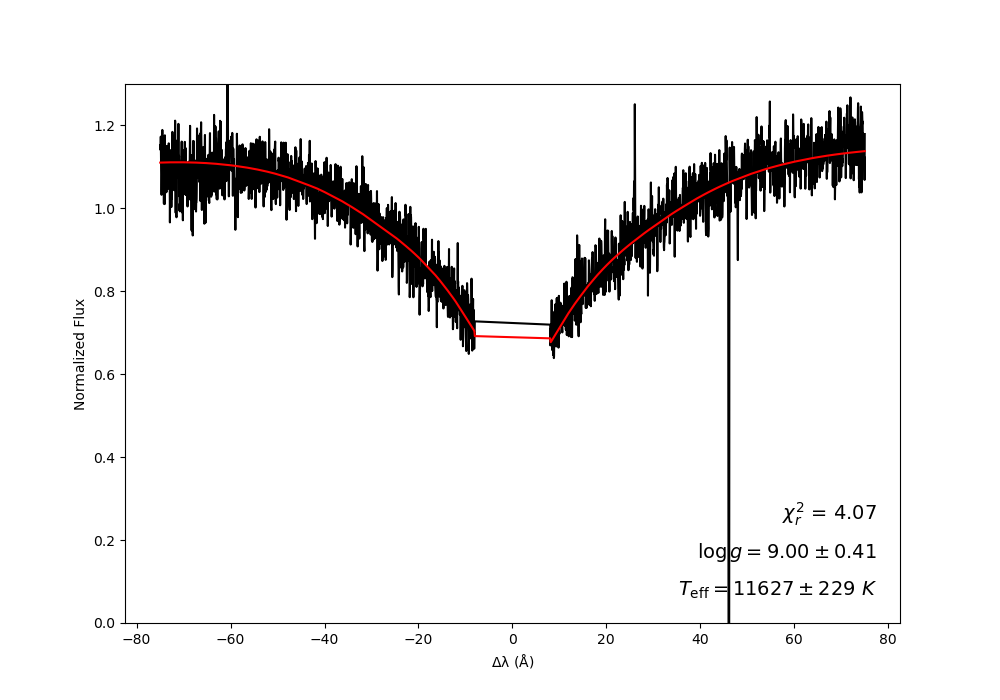 1.2
1.0
0.8
0.6
0.4
0.2
0.0
Normalized Flux
χ²ᵣ = 4.07
log g = 9.00 ± 0.41
T_eff = 11627 ± 229 K
−80 −60 −40 −20 0 20 40 60 80
Δλ (Å)